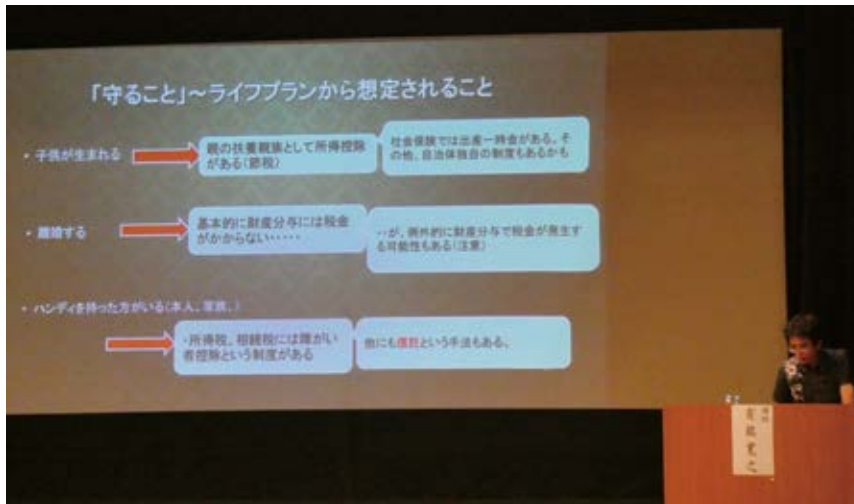 「守ること」～ライフプランから想定されること
・子供が生まれる
親の扶養親族として所得控除
がある(節税)
社会保険では出産一時金がある。そ
の他、自治体独自の制度もあるかも
・離婚する
基本的に財産分与には税金
がかからない・・・・・
・・が、例外的に財産分与で税金が発生す
る可能性もある(注意)
・ハンディを持った方がいる(本人、家族、)
・所得税、相続税には障がい
者控除という制度がある
他にも信託という手法もある。